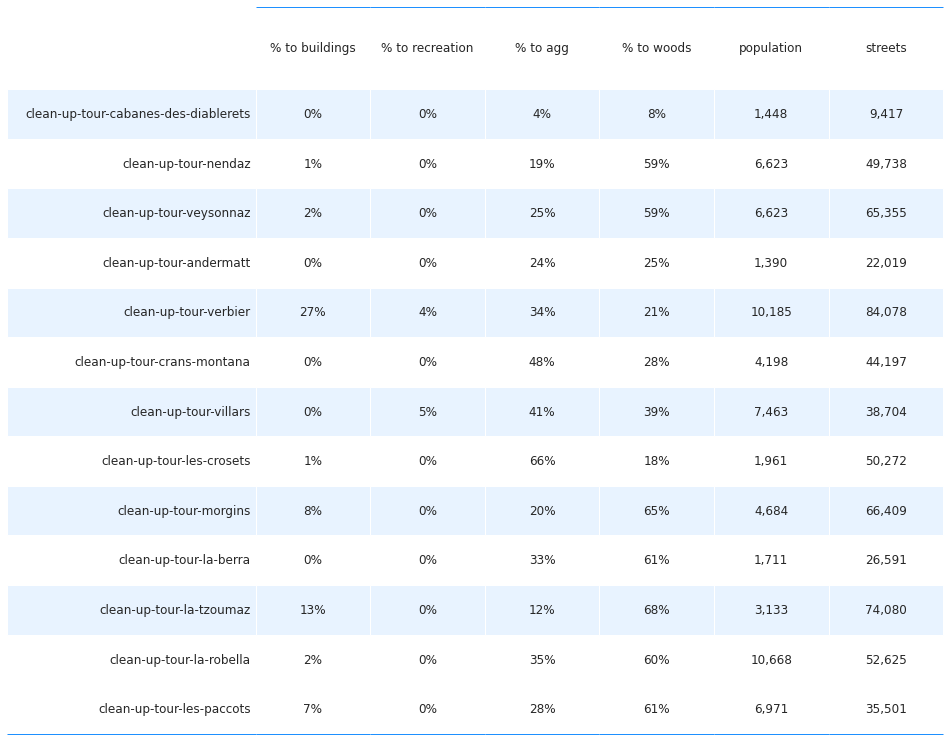 % to buildings % to recreation % to agg % to woods population streets
clean-up-tour-cabanes-des-diablerets 0% 0% 4% 8% 1,448 9,417
clean-up-tour-nendaz 1% 0% 19% 59% 6,623 49,738
clean-up-tour-veysonnaz 2% 0% 25% 59% 6,623 65,355
clean-up-tour-andermatt 0% 0% 24% 25% 1,390 22,019
clean-up-tour-verbier 27% 4% 34% 21% 10,185 84,078
clean-up-tour-crans-montana 0% 0% 48% 28% 4,198 44,197
clean-up-tour-villars 0% 5% 41% 39% 7,463 38,704
clean-up-tour-les-crosets 1% 0% 66% 18% 1,961 50,272
clean-up-tour-morgins 8% 0% 20% 65% 4,684 66,409
clean-up-tour-la-berra 0% 0% 33% 61% 1,711 26,591
clean-up-tour-la-tzoumaz 13% 0% 12% 68% 3,133 74,080
clean-up-tour-la-robella 2% 0% 35% 60% 10,668 52,625
clean-up-tour-les-paccots 7% 0% 28% 61% 6,971 35,501